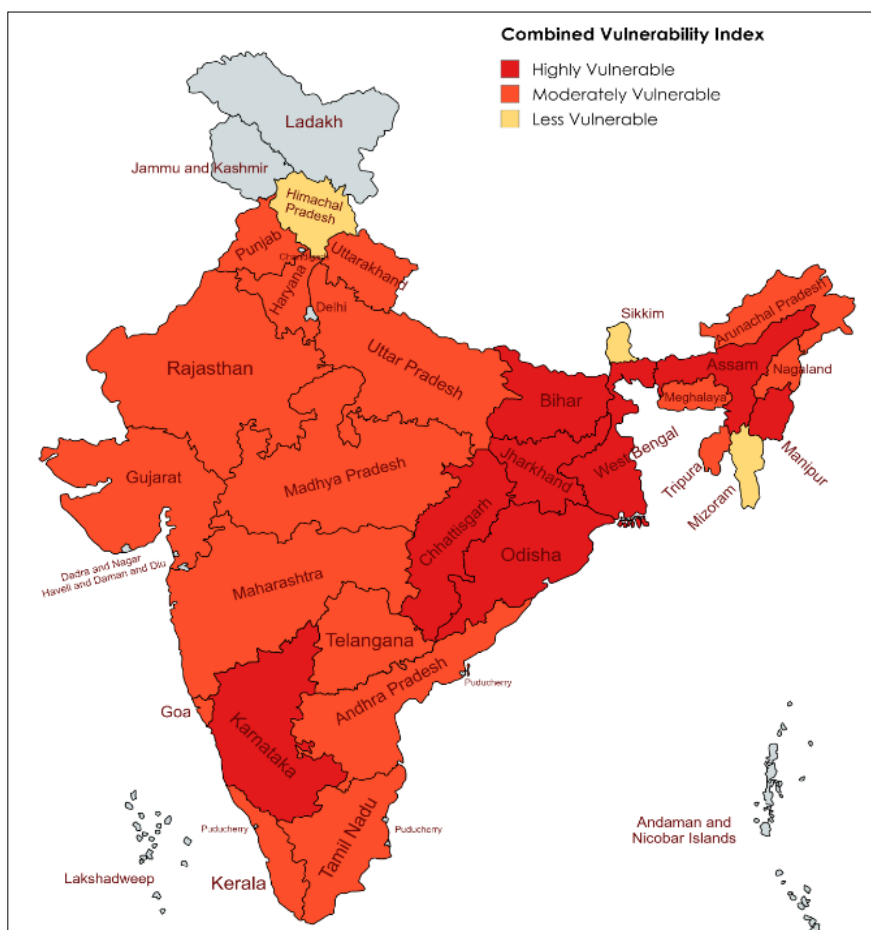 Combined Vulnerability Index
Highly Vulnerable
Moderately Vulnerable
Less Vulnerable
Ladakh
Jammu and Kashmir
Himachal
Pradesh
Punjab
Chandigarh
Uttarakhand
Haryana
Delhi
Sikkim
Arunachal Pradesh
Rajasthan
Uttar Pradesh
Assam
Nagaland
Bihar
Meghalaya
Gujarat
Madhya Pradesh
Jharkhand
West Bengal
Manipur
Tripura
Mizoram
Chhattisgarh
Odisha
Dadra and Nagar
Haveli and Daman and Diu
Maharashtra
Telangana
Andhra Pradesh
Puducherry
Goa
Karnataka
Puducherry
Puducherry
Tamil Nadu
Andaman and
Nicobar Islands
Lakshadweep
Kerala